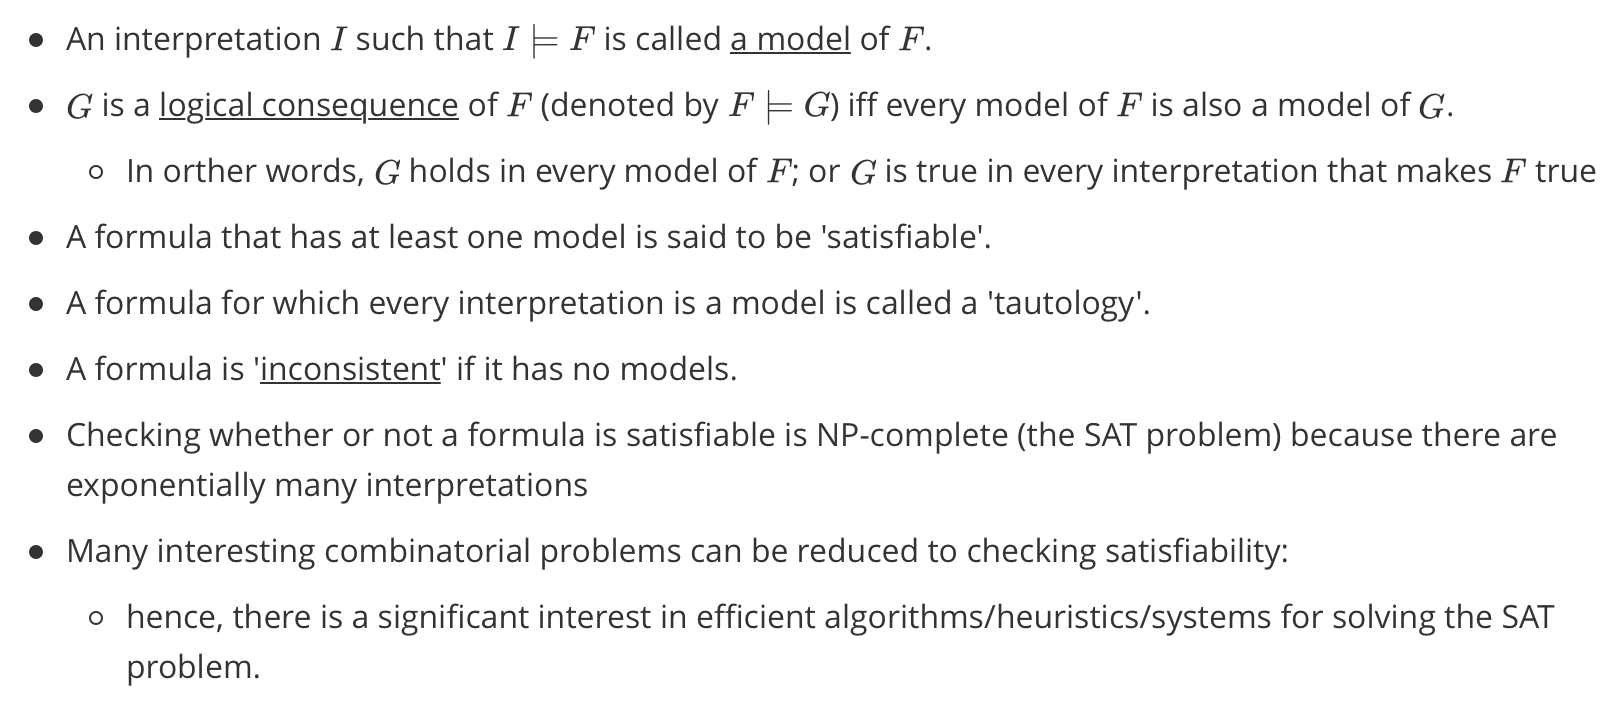 • An interpretation I such that I ⊨ F is called a model of F.
• G is a logical consequence of F (denoted by F ⊨ G) iff every model of F is also a model of G.
◦ In orther words, G holds in every model of F; or G is true in every interpretation that makes F true
• A formula that has at least one model is said to be 'satisfiable'.
• A formula for which every interpretation is a model is called a 'tautology'.
• A formula is 'inconsistent' if it has no models.
• Checking whether or not a formula is satisfiable is NP-complete (the SAT problem) because there are
exponentially many interpretations
• Many interesting combinatorial problems can be reduced to checking satisfiability:
◦ hence, there is a significant interest in efficient algorithms/heuristics/systems for solving the SAT
problem.